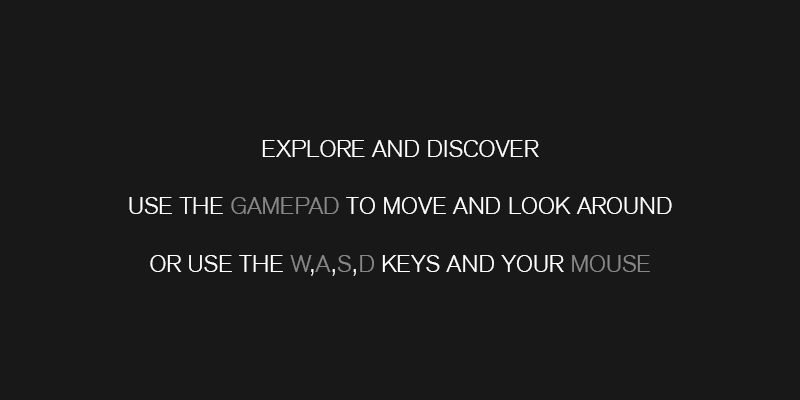 EXPLORE AND DISCOVER
USE THE GAMEPAD TO MOVE AND LOOK AROUND
OR USE THE W,A,S,D KEYS AND YOUR MOUSE